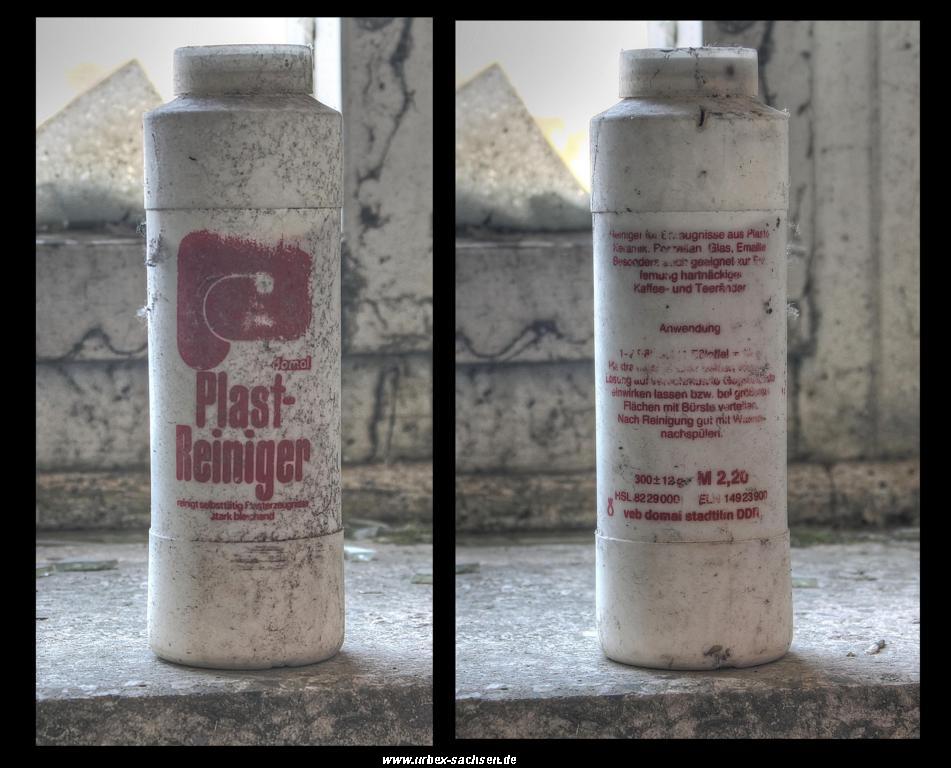 domal
Plast-
Reiniger
reinigt selbsttätig Plasterzeugnisse
stark bleichend
Reiniger für Erzeugnisse aus Plaste
Keramik, Porzellan, Glas, Emaille
Besonders auch geeignet zur Ent-
fernung hartnäckiger
Kaffee- und Teeränder
Anwendung
Lösung auf verschmutzte
einwirken lassen bzw. bei größeren
Flächen mit Bürste verteilen.
Nach Reinigung gut mit Wasser
nachspülen.
300±12 g M 2,20
HSL 8229000 ELN 14923900
veb domal stadtilm DDR
www.urbex-sachsen.de